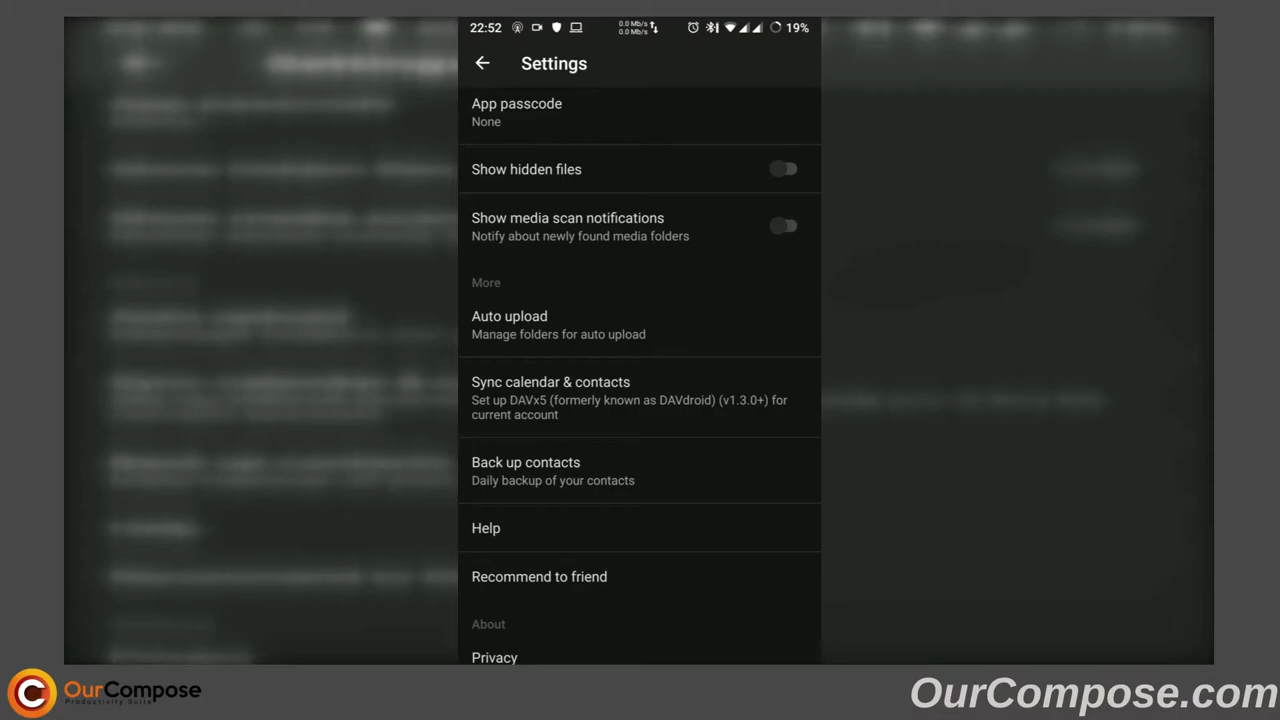 22:52
0.0 Mb/s
0.0 Mb/s
19%
Settings
App passcode
None
Show hidden files
Show media scan notifications
Notify about newly found media folders
More
Auto upload
Manage folders for auto upload
Sync calendar & contacts
Set up DAVx5 (formerly known as DAVdroid) (v1.3.0+) for
current account
Back up contacts
Daily backup of your contacts
Help
Recommend to friend
About
Privacy
OurCompose
Productivity Suite
OurCompose.com